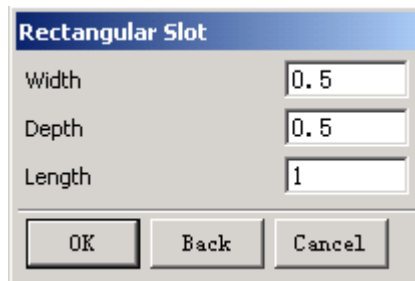 Rectangular Slot
Width 0.5
Depth 0.5
Length 1
OK Back Cancel